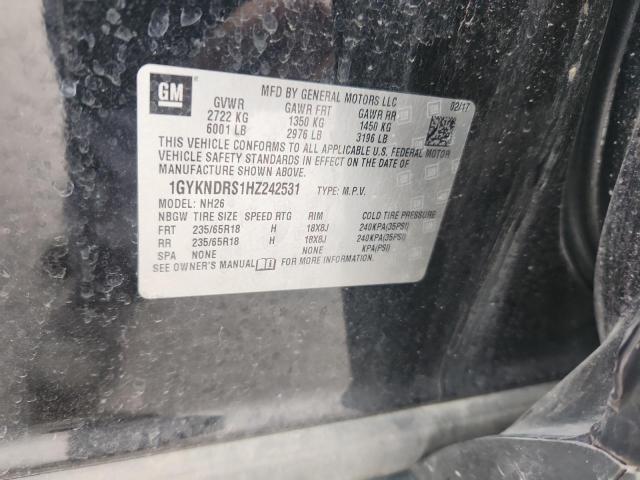 GM
MFD BY GENERAL MOTORS LLC
02/17
GVWR GAWR FRT GAWR RR
2722 KG 1350 KG 1450 KG
6001 LB 2976 LB 3196 LB
THIS VEHICLE CONFORMS TO ALL APPLICABLE U.S. FEDERAL MOTOR
VEHICLE SAFETY STANDARDS IN EFFECT ON THE DATE OF
MANUFACTURE SHOWN ABOVE.
1GYKNDRS1HZ242531 TYPE: M.P.V.
MODEL: NH26
NBGW TIRE SIZE SPEED RTG RIM COLD TIRE PRESSURE
FRT 235/65R18 H 18X8J 240KPA(35PSI)
RR 235/65R18 H 18X8J 240KPA(35PSI)
SPA NONE NONE KPA(PSI)
SEE OWNER'S MANUAL FOR MORE INFORMATION.